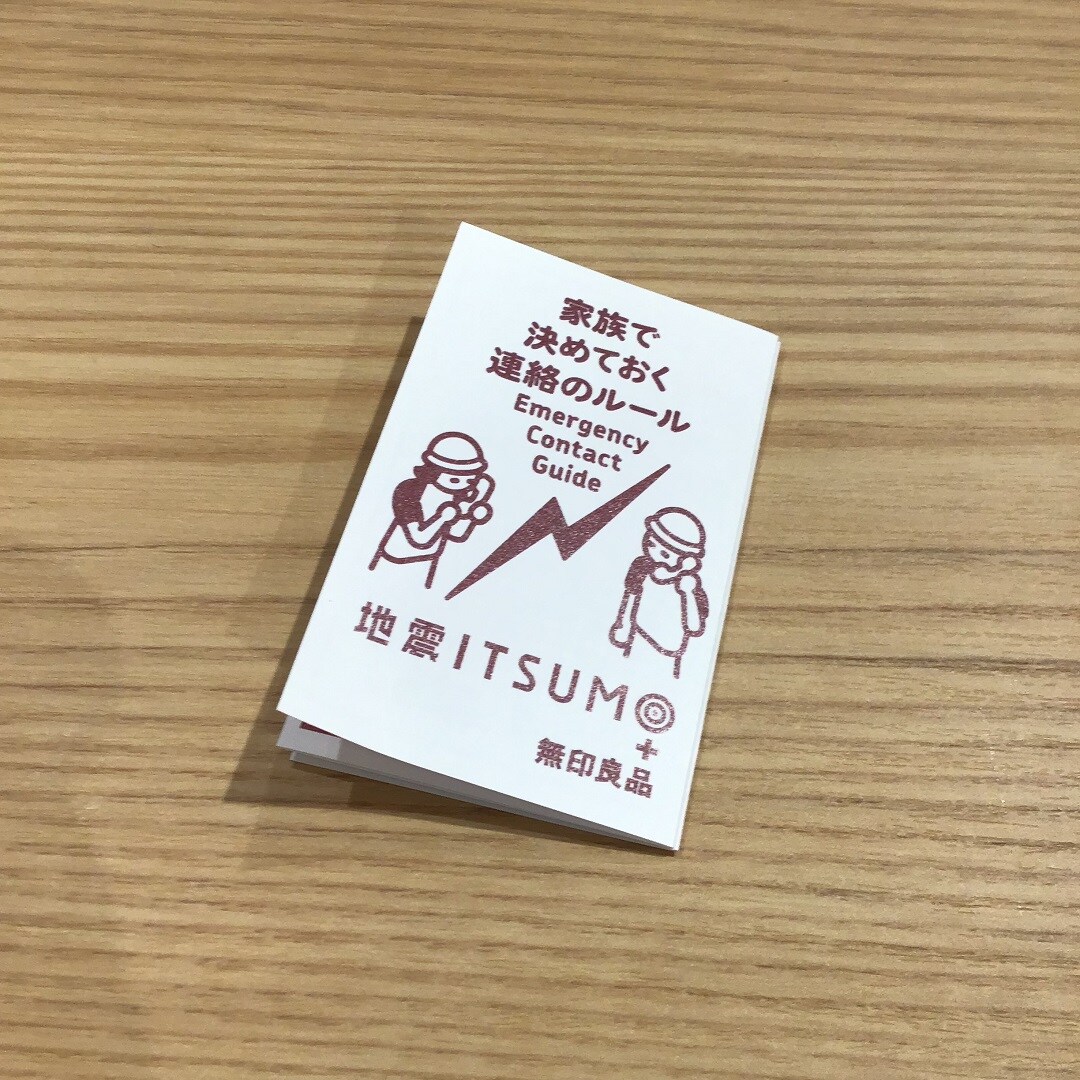 家族で
決めておく
連絡のルール
Emergency
Contact
Guide
地震ITSUMO
+
無印良品